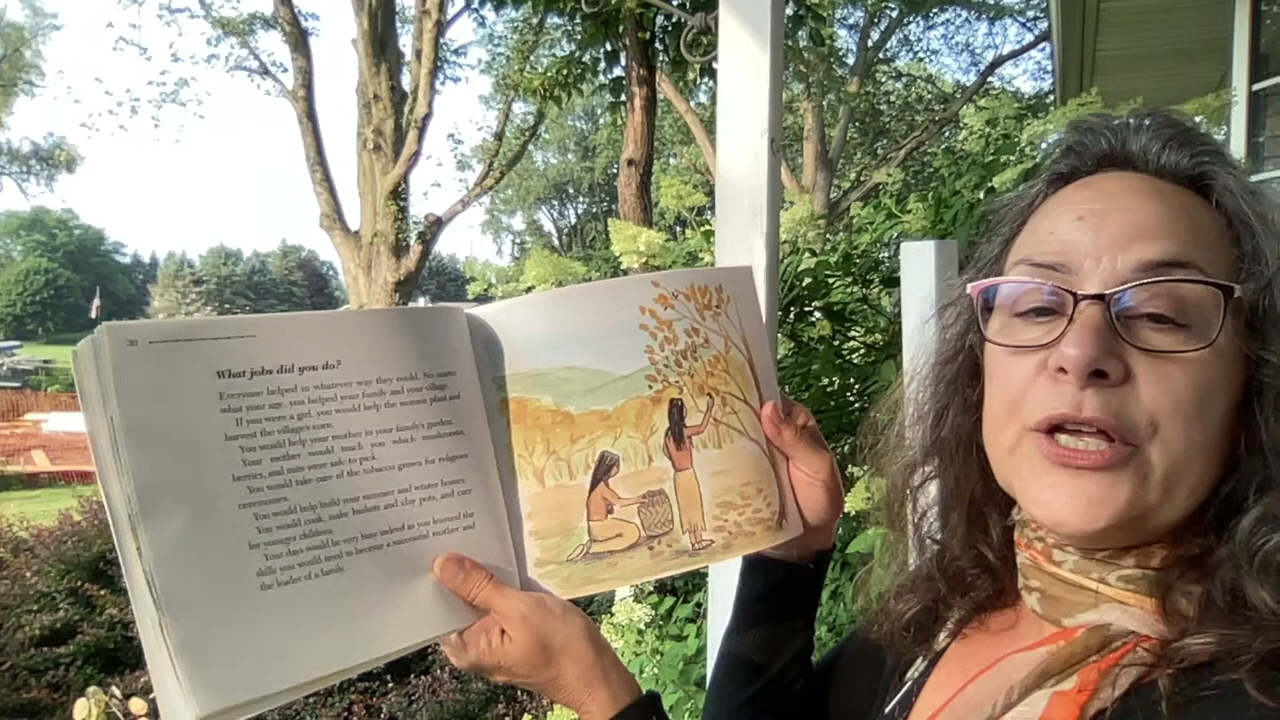 30
What jobs did you do?
Everyone helped in whatever way they could. No matter
what your age, you helped your family and your village.
If you were a girl, you would help the women plant and
harvest the village's corn.
You would help your mother in your family's garden.
Your mother would teach you which mushrooms,
berries, and nuts were safe to pick.
You would take care of the tobacco grown for religious
ceremonies.
You would help build your summer and winter homes.
You would cook, make baskets and clay pots, and care
for younger children.
Your days would be very busy indeed as you learned the
skills you would need to become a successful mother and
the leader of a family.